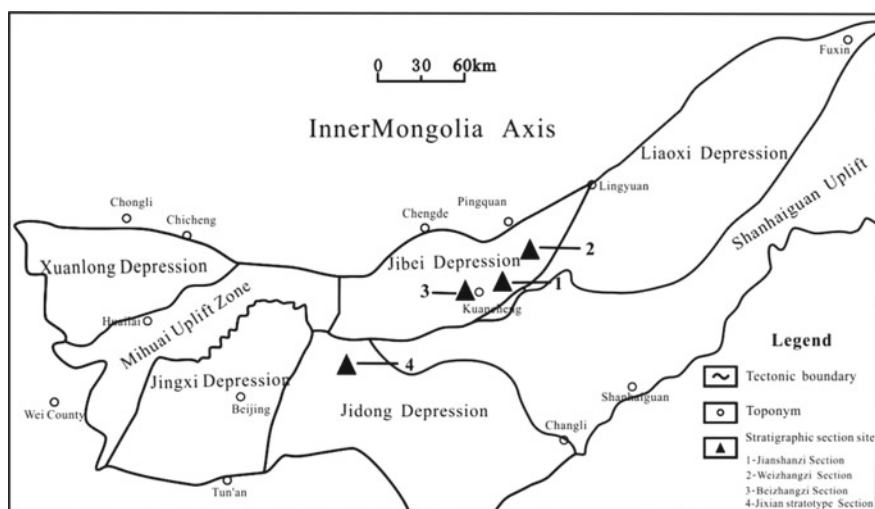 Fuxin
0 30 60km
InnerMongolia Axis
Liaoxi Depression
Lingyuan
Shanhaiguan Uplift
Chongli
Chicheng
Chengde
Pingquan
Xuanlong Depression
Jibei Depression
2
3
1
Kuancheng
Huailai
Mihuai Uplift Zone
4
Jingxi Depression
Beijing
Jidong Depression
Wei County
Shanhaiguan
Changli
Tun'an
Legend
Tectonic boundary
Toponym
Stratigraphic section site
1-Jianshanzi Section
2-Weizhangzi Section
3-Beizhangzi Section
4-Jixian stratotype Section